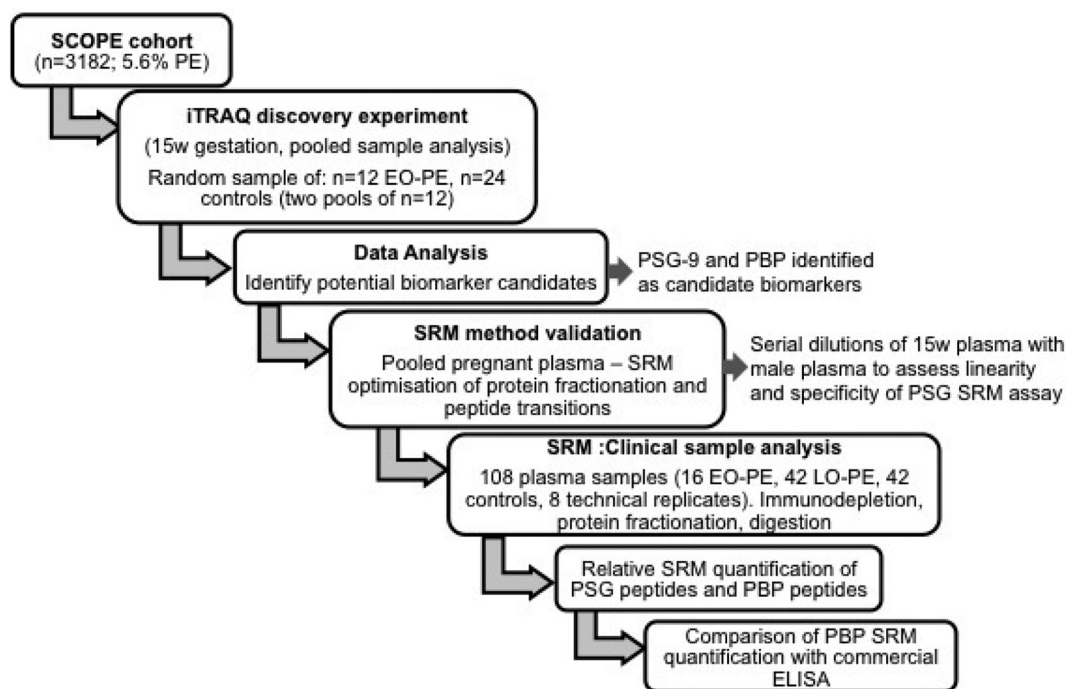 SCOPE cohort
(n=3182; 5.6% PE)
iTRAQ discovery experiment
(15w gestation, pooled sample analysis)
Random sample of: n=12 EO-PE, n=24
controls (two pools of n=12)
Data Analysis
Identify potential biomarker candidates
PSG-9 and PBP identified
as candidate biomarkers
SRM method validation
Pooled pregnant plasma – SRM
optimisation of protein fractionation and
peptide transitions
Serial dilutions of 15w plasma with
male plasma to assess linearity
and specificity of PSG SRM assay
SRM :Clinical sample analysis
108 plasma samples (16 EO-PE, 42 LO-PE, 42
controls, 8 technical replicates). Immunodepletion,
protein fractionation, digestion
Relative SRM quantification of
PSG peptides and PBP peptides
Comparison of PBP SRM
quantification with commercial
ELISA